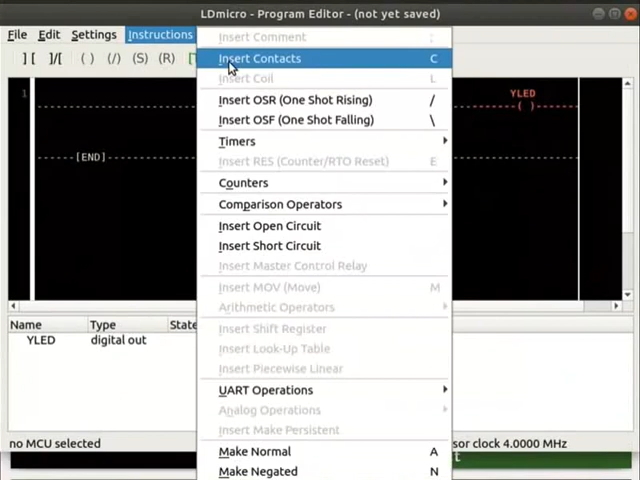 LDmicro - Program Editor - (not yet saved)
File Edit Settings Instructions
] [ ]/[ ( ) (/) (S) (R)
Insert Comment ;
Insert Contacts C
Insert Coil L
Insert OSR (One Shot Rising) /
Insert OSF (One Shot Falling) \
Timers
Insert RES (Counter/RTO Reset) E
Counters
Comparison Operators
Insert Open Circuit
Insert Short Circuit
Insert Master Control Relay
Insert MOV (Move) M
Arithmetic Operators
Insert Shift Register
Insert Look-Up Table
Insert Piecewise Linear
UART Operations
Analog Operations
Insert Make Persistent
Make Normal A
Make Negated N
1
YLED
( )
[END]
Name Type State
YLED digital out
no MCU selected
sor clock 4.0000 MHz